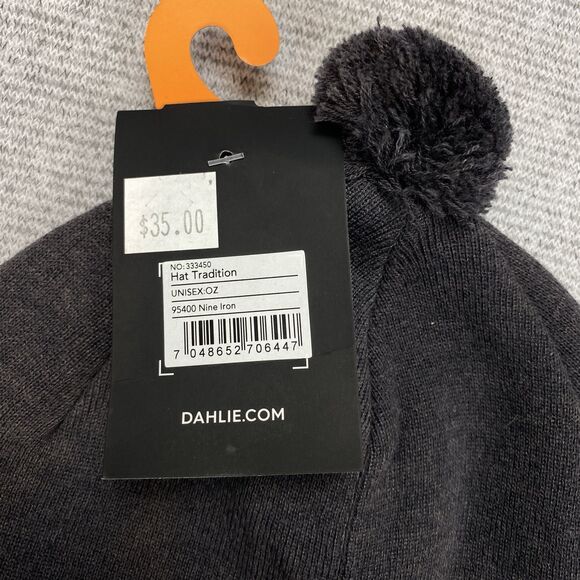 $35.00
NO:333450
Hat Tradition
UNISEX:OZ
95400 Nine Iron
7 048652 706447
DAHLIE.COM